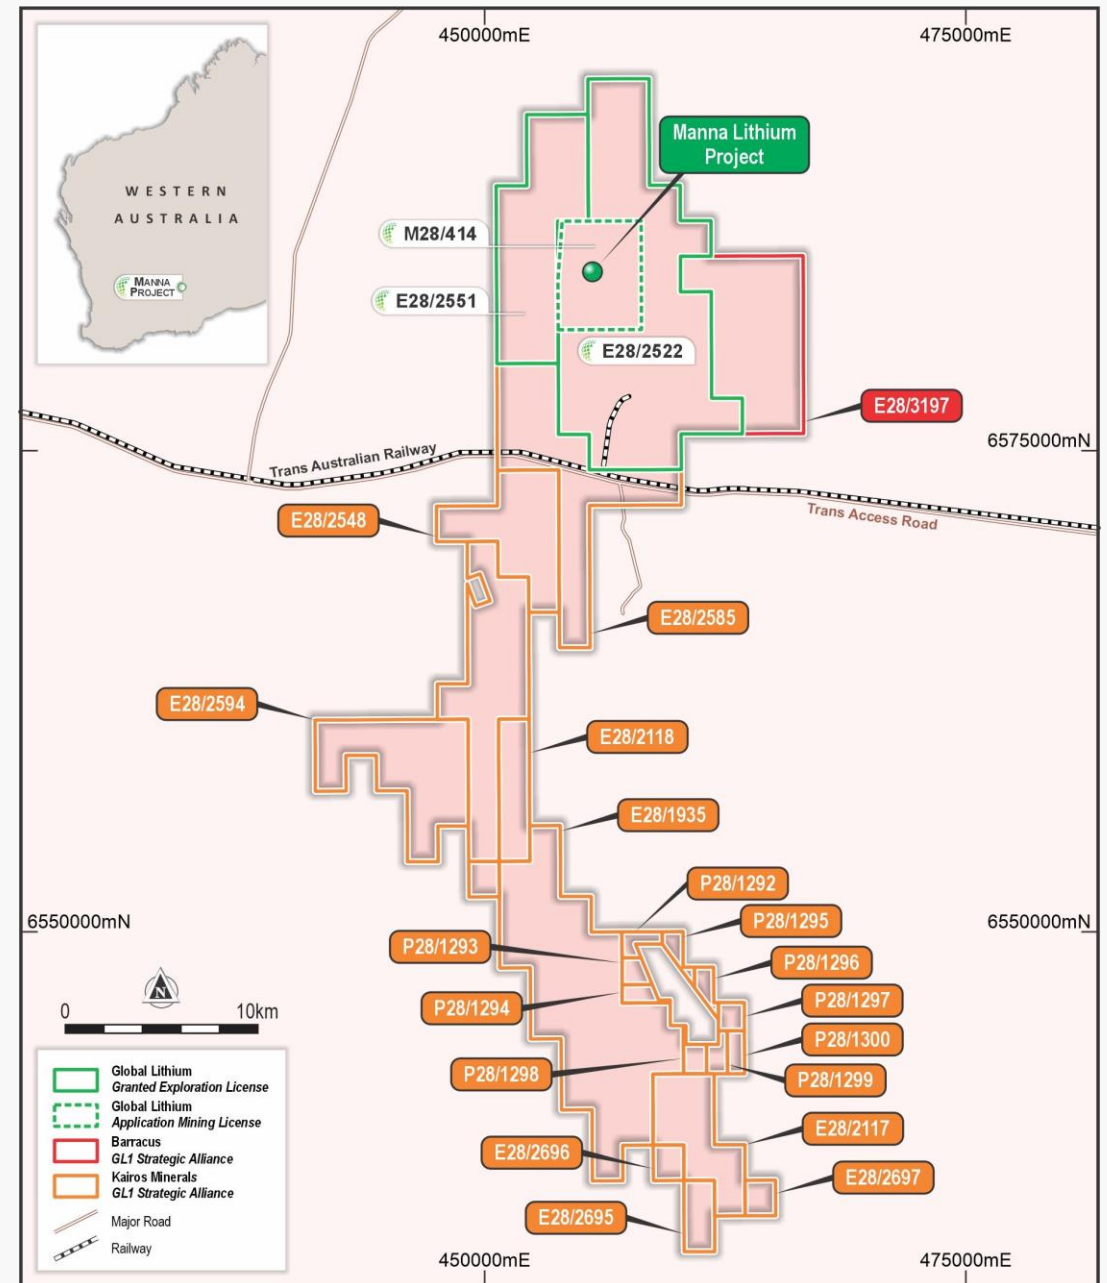 450000mE
475000mE
WESTERN
AUSTRALIA
MANNA
PROJECT
Manna Lithium
Project
M28/414
E28/2551
E28/2522
E28/3197
6575000mN
Trans Australian Railway
Trans Access Road
E28/2548
E28/2585
E28/2594
E28/2118
E28/1935
P28/1292
6550000mN
6550000mN
P28/1295
P28/1293
P28/1296
P28/1294
P28/1297
P28/1300
P28/1298
P28/1299
E28/2117
E28/2696
E28/2697
E28/2695
N
0
10km
Global Lithium
Granted Exploration License
Global Lithium
Application Mining License
Barracus
GL1 Strategic Alliance
Kairos Minerals
GL1 Strategic Alliance
Major Road
Railway
450000mE
475000mE